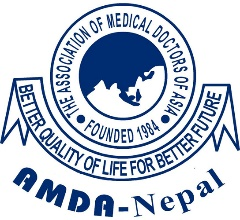 THE ASSOCIATION OF MEDICAL DOCTORS OF ASIA
• FOUNDED 1984 •
BETTER QUALITY OF LIFE FOR BETTER FUTURE
AMDA-Nepal